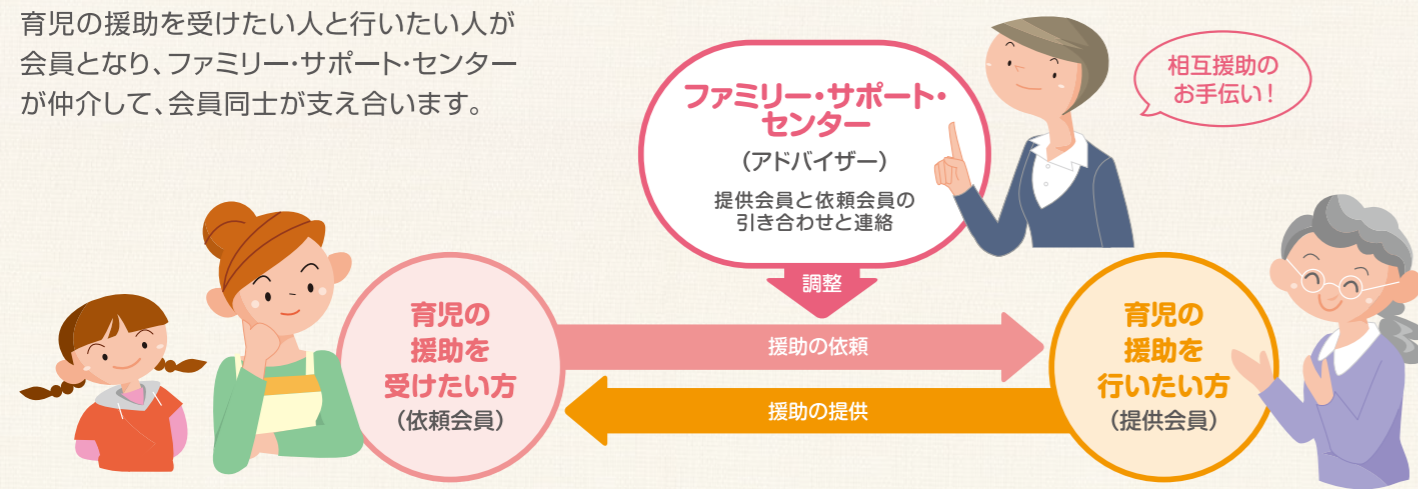 育児の援助を受けたい人と行いたい人が
会員となり、ファミリー・サポート・センター
が仲介して、会員同士が支え合います。
ファミリー・サポート・
センター
（アドバイザー）
提供会員と依頼会員の
引き合わせと連絡
相互援助の
お手伝い！
調整
育児の
援助を
受けたい方
（依頼会員）
援助の依頼
援助の提供
育児の
援助を
行いたい方
（提供会員）